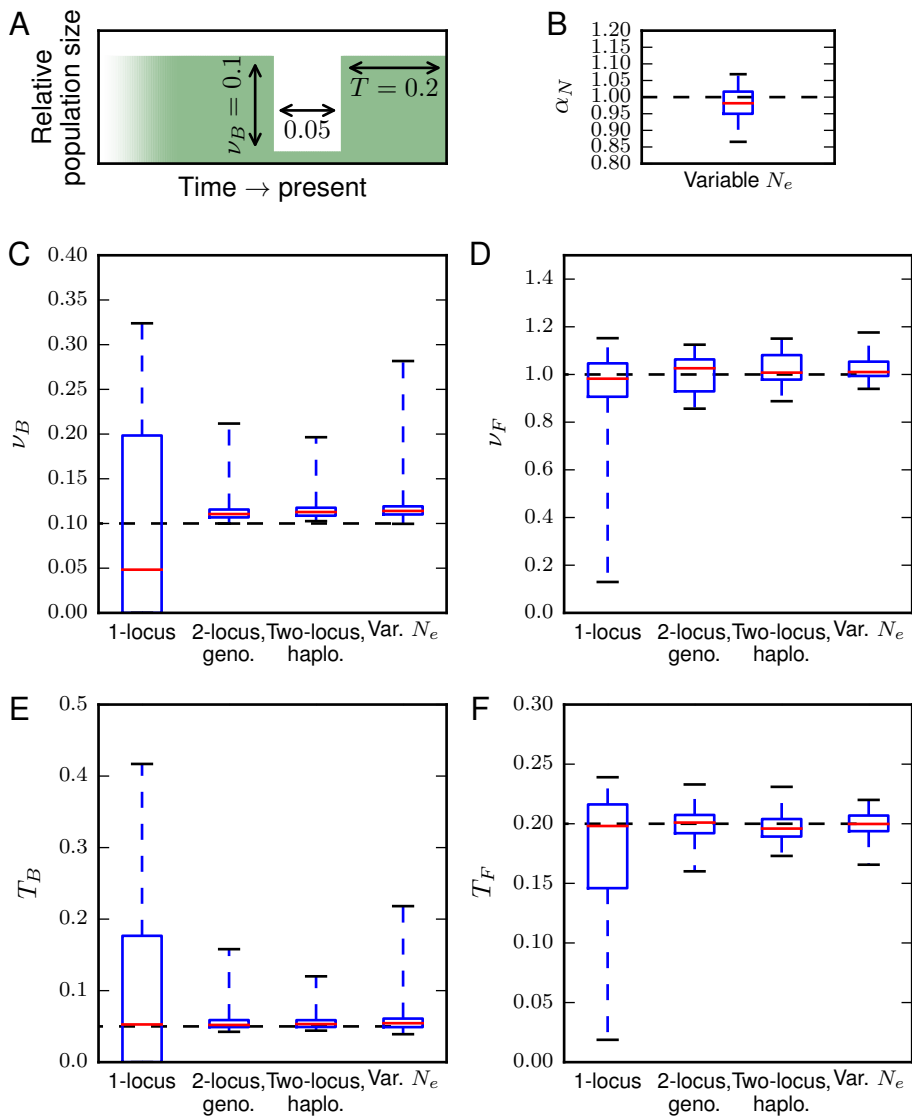 A
Relative
population size
ν_B = 0.1
0.05
T = 0.2
Time → present
B
α_N
1.20
1.15
1.10
1.05
1.00
0.95
0.90
0.85
0.80
Variable N_e
C
ν_B
0.40
0.35
0.30
0.25
0.20
0.15
0.10
0.05
0.00
1-locus
2-locus,
geno.
Two-locus,
haplo.
Var. N_e
D
ν_F
1.4
1.2
1.0
0.8
0.6
0.4
0.2
0.0
1-locus
2-locus,
geno.
Two-locus,
haplo.
Var. N_e
E
T_B
0.5
0.4
0.3
0.2
0.1
0.0
1-locus
2-locus,
geno.
Two-locus,
haplo.
Var. N_e
F
T_F
0.30
0.25
0.20
0.15
0.10
0.05
0.00
1-locus
2-locus,
geno.
Two-locus,
haplo.
Var. N_e